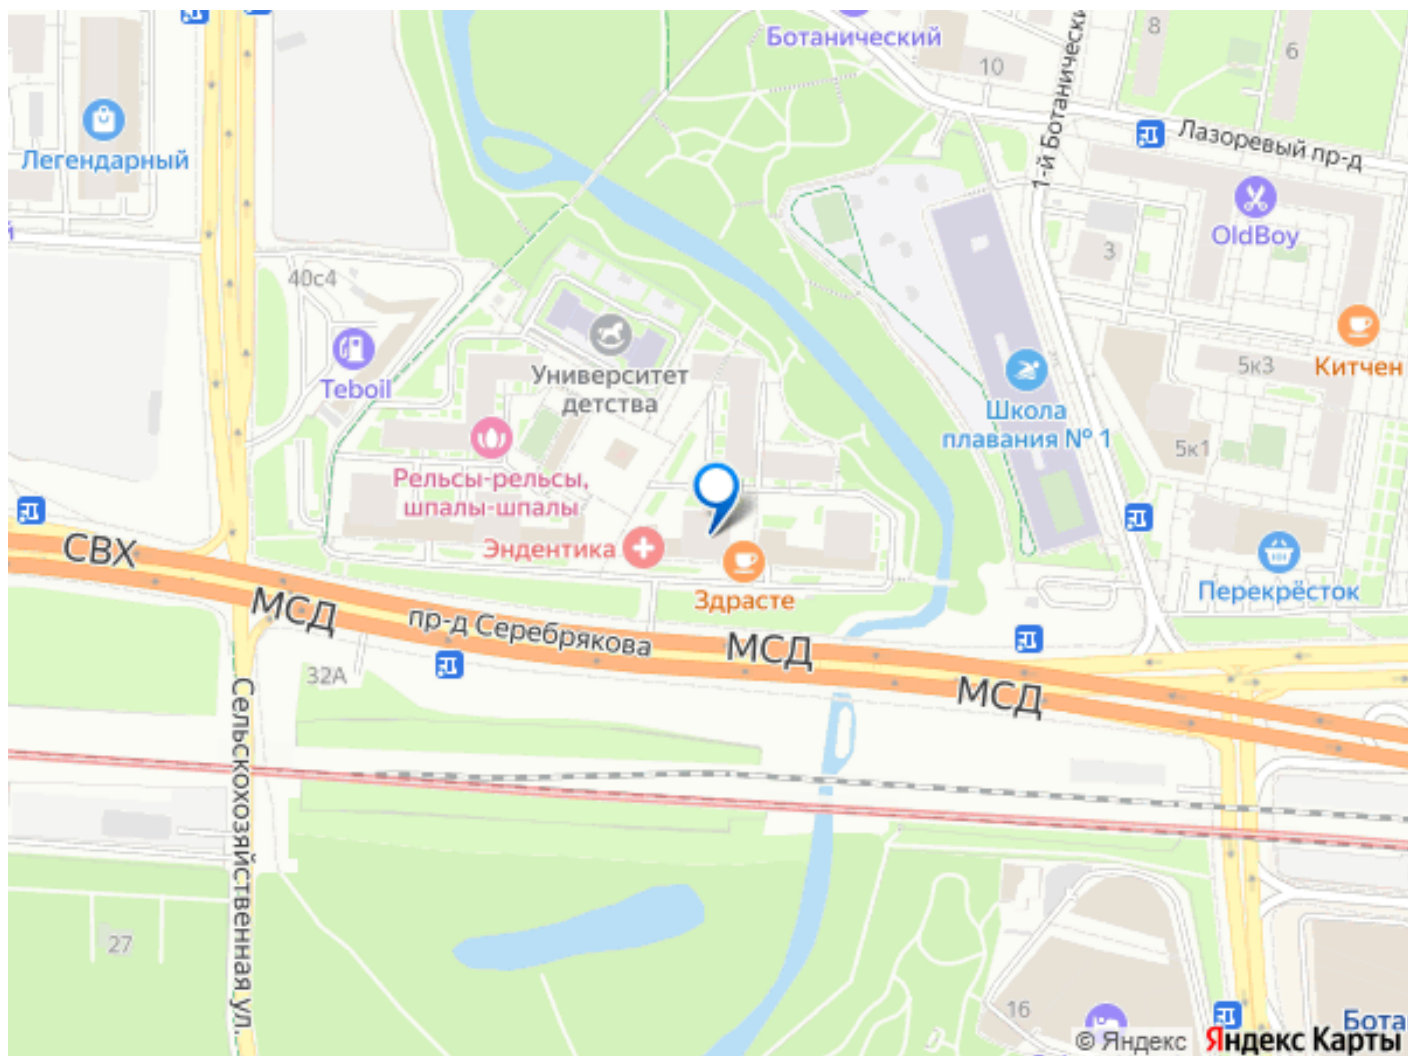 Ботанический
10
8
6
1-й Ботанический
Лазоревый пр-д
Легендарный
OldBoy
3
40с4
Teboil
Университет
детства
Китчен
5к3
Школа
плавания № 1
5к1
Рельсы-рельсы,
шпалы-шпалы
Эндентика
Здрасте
Перекрёсток
СВХ
МСД
пр-д Серебрякова
МСД
МСД
32А
Сельскохозяйственная ул.
27
16
Бота
© Яндекс Яндекс Карты